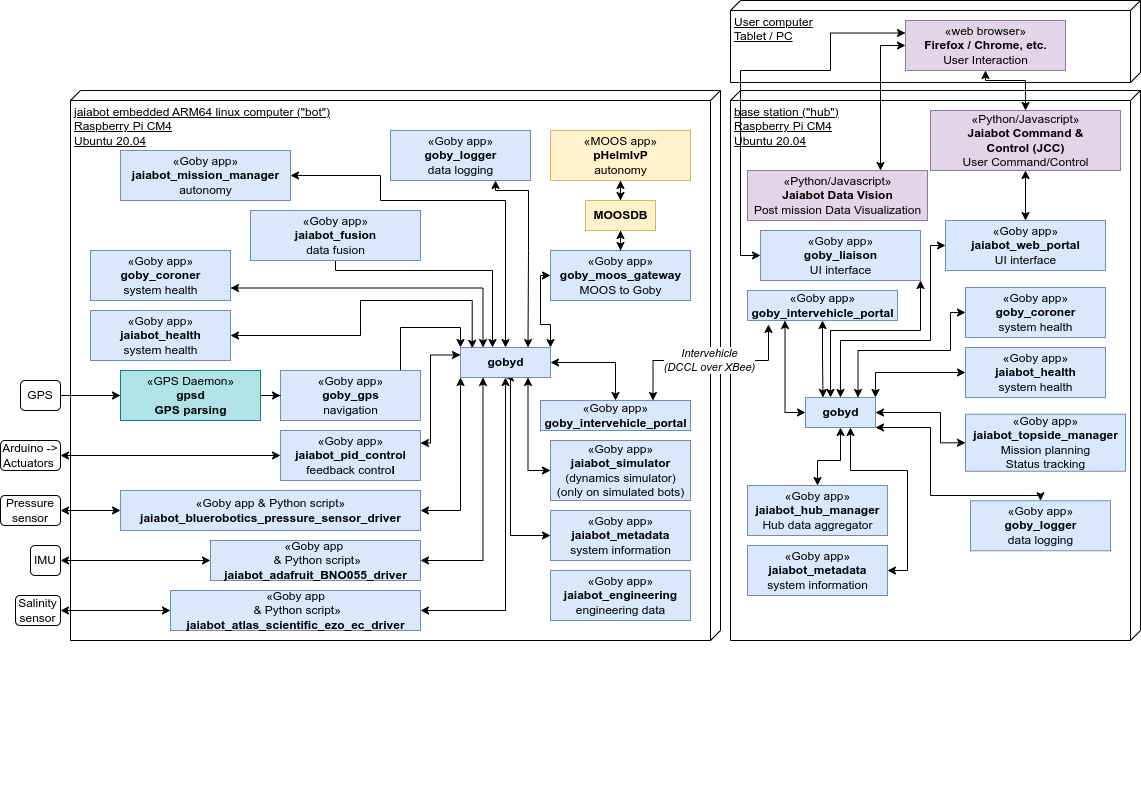 User computer
Tablet / PC
«web browser»
Firefox / Chrome, etc.
User Interaction
jaiabot embedded ARM64 linux computer ("bot")
Raspberry Pi CM4
Ubuntu 20.04
«Goby app»
jaiabot_mission_manager
autonomy
«Goby app»
goby_logger
data logging
«MOOS app»
pHelmIvP
autonomy
MOOSDB
«Goby app»
jaiabot_fusion
data fusion
«Goby app»
goby_coroner
system health
«Goby app»
goby_moos_gateway
MOOS to Goby
«Goby app»
jaiabot_health
system health
gobyd
GPS
«GPS Daemon»
gpsd
GPS parsing
«Goby app»
goby_gps
navigation
«Goby app»
goby_intervehicle_portal
Arduino ->
Actuators
«Goby app»
jaiabot_pid_control
feedback control
«Goby app»
jaiabot_simulator
(dynamics simulator)
(only on simulated bots)
Pressure
sensor
«Goby app & Python script»
jaiabot_bluerobotics_pressure_sensor_driver
«Goby app»
jaiabot_metadata
system information
IMU
«Goby app
& Python script»
jaiabot_adafruit_BNO055_driver
«Goby app»
jaiabot_engineering
engineering data
Salinity
sensor
«Goby app
& Python script»
jaiabot_atlas_scientific_ezo_ec_driver
Intervehicle
(DCCL over XBee)
base station ("hub")
Raspberry Pi CM4
Ubuntu 20.04
«Python/Javascript»
Jaiabot Command &
Control (JCC)
User Command/Control
«Python/Javascript»
Jaiabot Data Vision
Post mission Data Visualization
«Goby app»
goby_liaison
UI interface
«Goby app»
jaiabot_web_portal
UI interface
«Goby app»
goby_intervehicle_portal
«Goby app»
goby_coroner
system health
«Goby app»
jaiabot_health
system health
gobyd
«Goby app»
jaiabot_topside_manager
Mission planning
Status tracking
«Goby app»
jaiabot_hub_manager
Hub data aggregator
«Goby app»
goby_logger
data logging
«Goby app»
jaiabot_metadata
system information